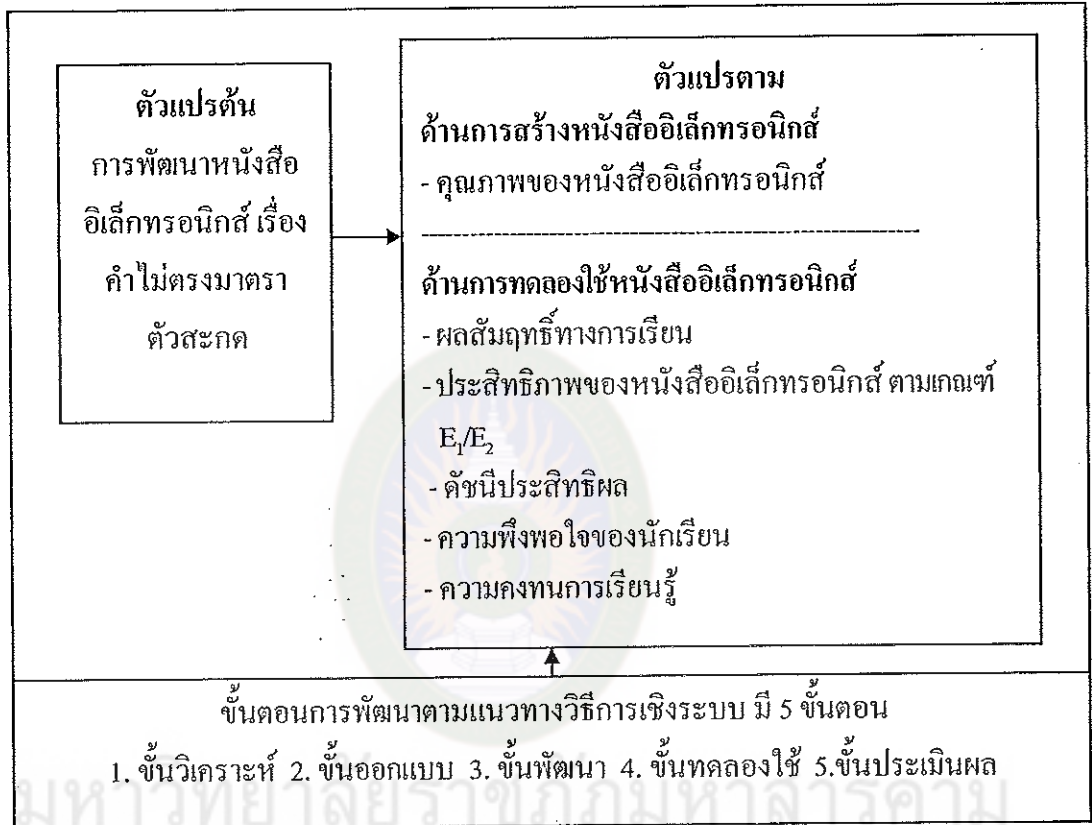 ตัวแปรต้น
การพัฒนาหนังสือ
อิเล็กทรอนิกส์ เรื่อง
คำไม่ตรงมาตรา
ตัวสะกด
ตัวแปรตาม
ด้านการสร้างหนังสืออิเล็กทรอนิกส์
- คุณภาพของหนังสืออิเล็กทรอนิกส์
ด้านการทดลองใช้หนังสืออิเล็กทรอนิกส์
- ผลสัมฤทธิ์ทางการเรียน
- ประสิทธิภาพของหนังสืออิเล็กทรอนิกส์ ตามเกณฑ์
E₁/E₂
- ดัชนีประสิทธิผล
- ความพึงพอใจของนักเรียน
- ความคงทนการเรียนรู้
ขั้นตอนการพัฒนาตามแนวทางวิธีการเชิงระบบ มี 5 ขั้นตอน
1. ขั้นวิเคราะห์ 2. ขั้นออกแบบ 3. ขั้นพัฒนา 4. ขั้นทดลองใช้ 5.ขั้นประเมินผล
มหาวิทยาลัยราชภัฏมหาสารคาม